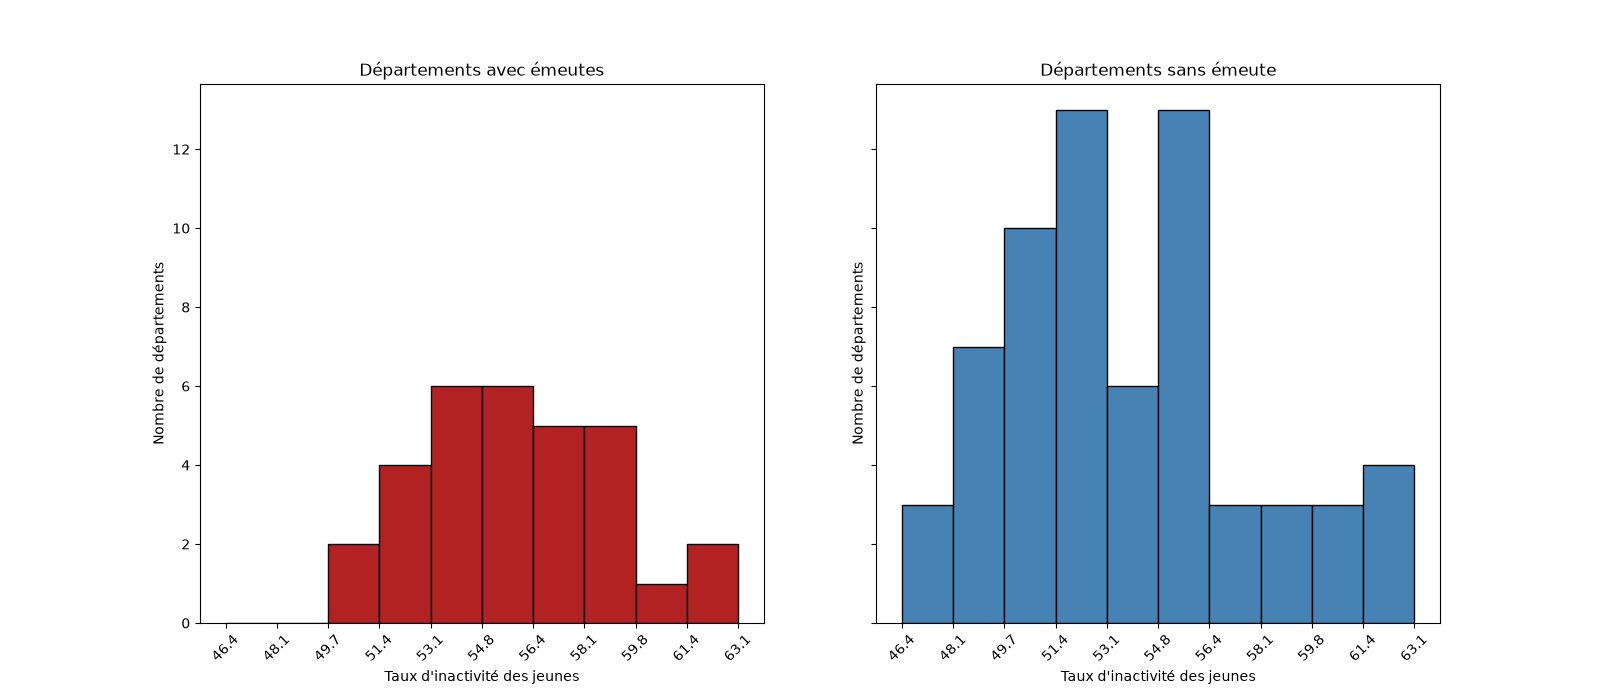 Départements avec émeutes
Nombre de départements
12
10
8
6
4
2
0
46.4 48.1 49.7 51.4 53.1 54.8 56.4 58.1 59.8 61.4 63.1
Taux d'inactivité des jeunes
Départements sans émeute
Nombre de départements
46.4 48.1 49.7 51.4 53.1 54.8 56.4 58.1 59.8 61.4 63.1
Taux d'inactivité des jeunes